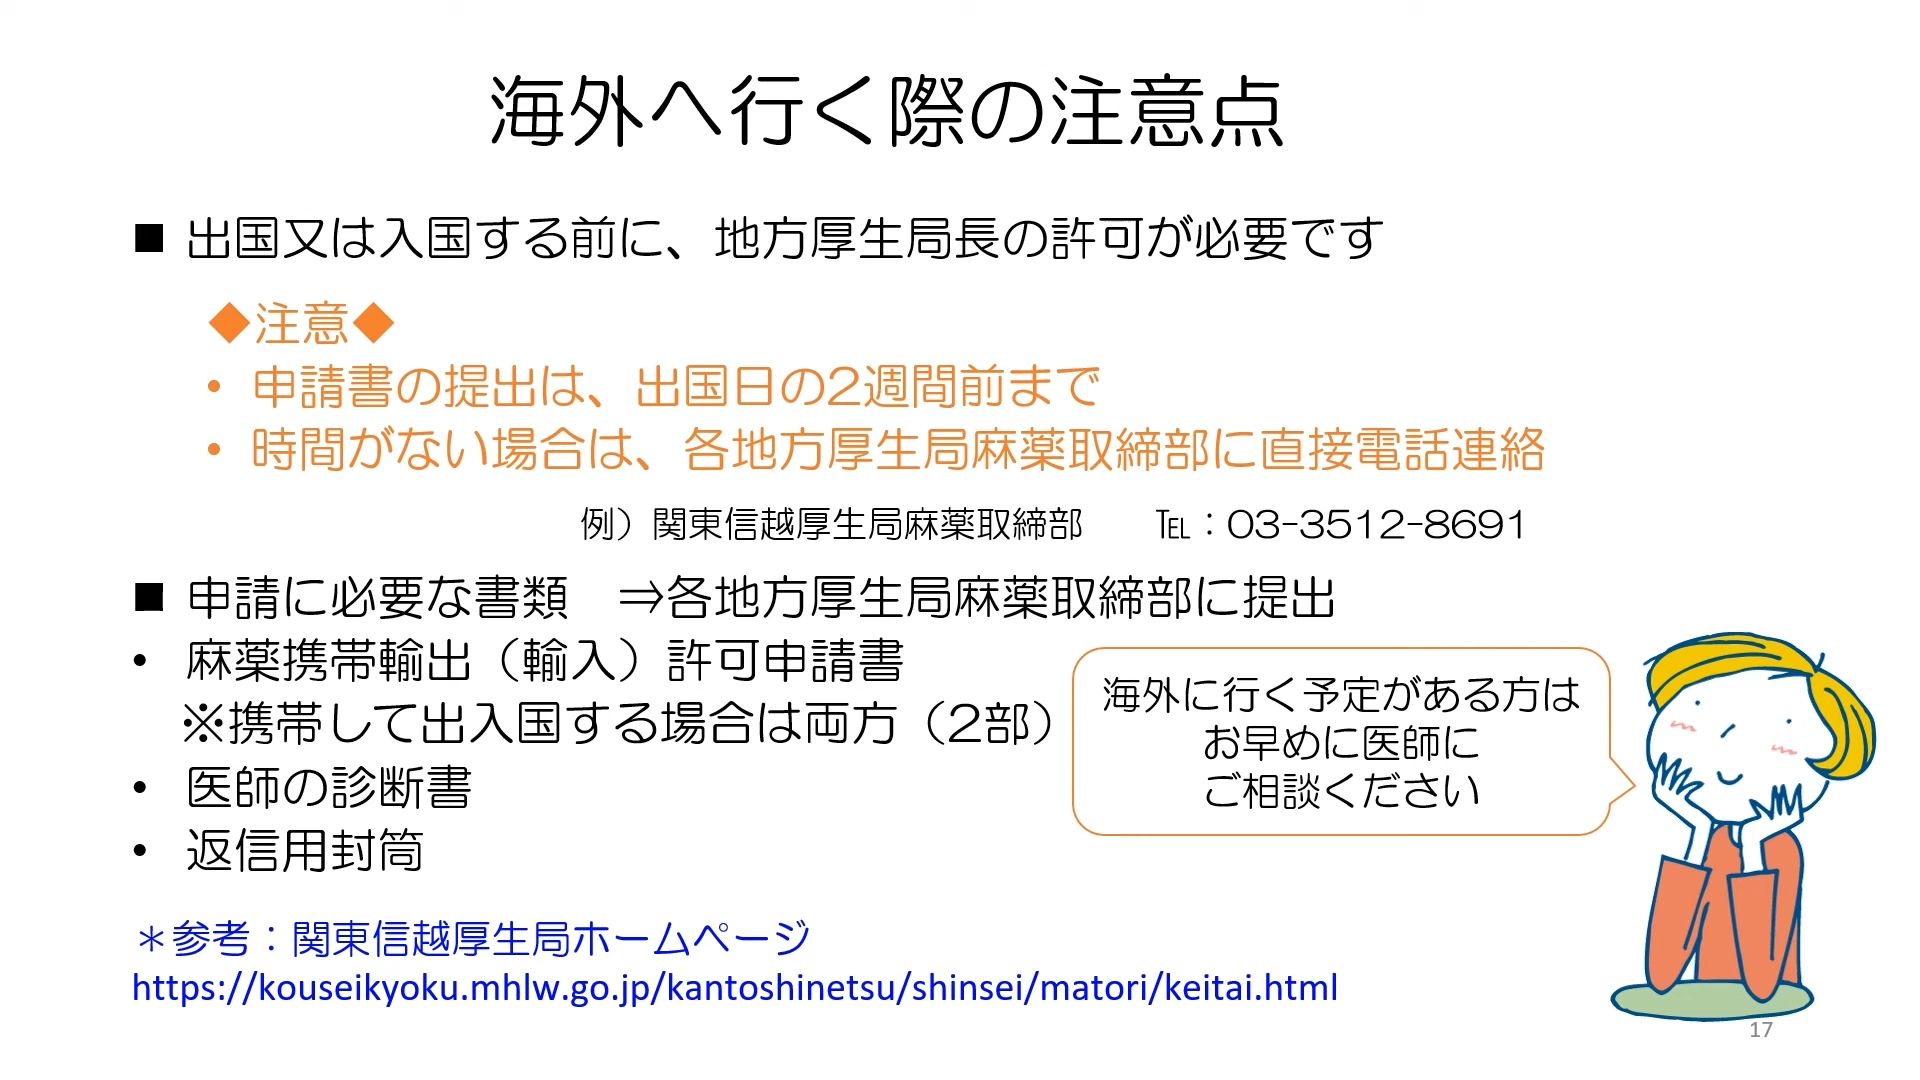 海外へ行く際の注意点
■ 出国又は入国する前に、地方厚生局長の許可が必要です
◆注意◆
• 申請書の提出は、出国日の2週間前まで
• 時間がない場合は、各地方厚生局麻薬取締部に直接電話連絡
例）関東信越厚生局麻薬取締部　　℡：03-3512-8691
■ 申請に必要な書類　⇒各地方厚生局麻薬取締部に提出
• 麻薬携帯輸出（輸入）許可申請書
※携帯して出入国する場合は両方（2部）
• 医師の診断書
• 返信用封筒
海外に行く予定がある方は
お早めに医師に
ご相談ください
＊参考：関東信越厚生局ホームページ
https://kouseikyoku.mhlw.go.jp/kantoshinetsu/shinsei/matori/keitai.html
17